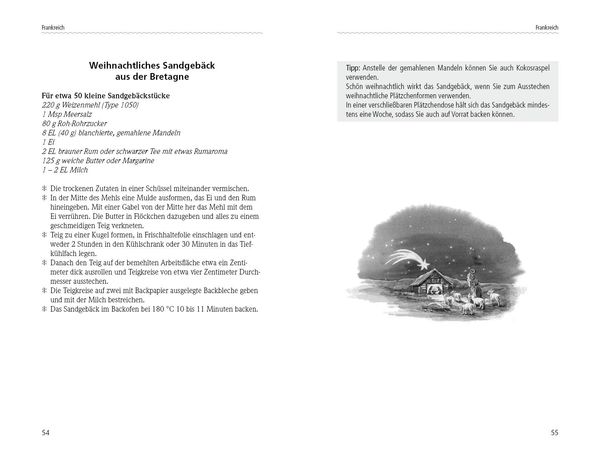 Frankreich
Weihnachtliches Sandgebäck
aus der Bretagne
Für etwa 50 kleine Sandgebäckstücke
220 g Weizenmehl (Type 1050)
1 Msp Meersalz
80 g Roh-Rohrzucker
8 EL (40 g) blanchierte, gemahlene Mandeln
1 Ei
2 EL brauner Rum oder schwarzer Tee mit etwas Rumaroma
125 g weiche Butter oder Margarine
1 – 2 EL Milch
❄ Die trockenen Zutaten in einer Schüssel miteinander vermischen.
❄ In der Mitte des Mehls eine Mulde ausformen, das Ei und den Rum
hineingeben. Mit einer Gabel von der Mitte her das Mehl mit dem
Ei verrühren. Die Butter in Flöckchen dazugeben und alles zu einem
geschmeidigen Teig verkneten.
❄ Teig zu einer Kugel formen, in Frischhaltefolie einschlagen und ent-
weder 2 Stunden in den Kühlschrank oder 30 Minuten in das Tief-
kühlfach legen.
❄ Danach den Teig auf der bemehlten Arbeitsfläche etwa ein Zenti-
meter dick ausrollen und Teigkreise von etwa vier Zentimeter Durch-
messer ausstechen.
❄ Die Teigkreise auf zwei mit Backpapier ausgelegte Backbleche geben
und mit der Milch bestreichen.
❄ Das Sandgebäck im Backofen bei 180 °C 10 bis 11 Minuten backen.
54
Frankreich
Tipp: Anstelle der gemahlenen Mandeln können Sie auch Kokosraspel
verwenden.
Schön weihnachtlich wirkt das Sandgebäck, wenn Sie zum Ausstechen
weihnachtliche Plätzchenformen verwenden.
In einer verschließbaren Plätzchendose hält sich das Sandgebäck mindes-
tens eine Woche, sodass Sie auch auf Vorrat backen können.
55